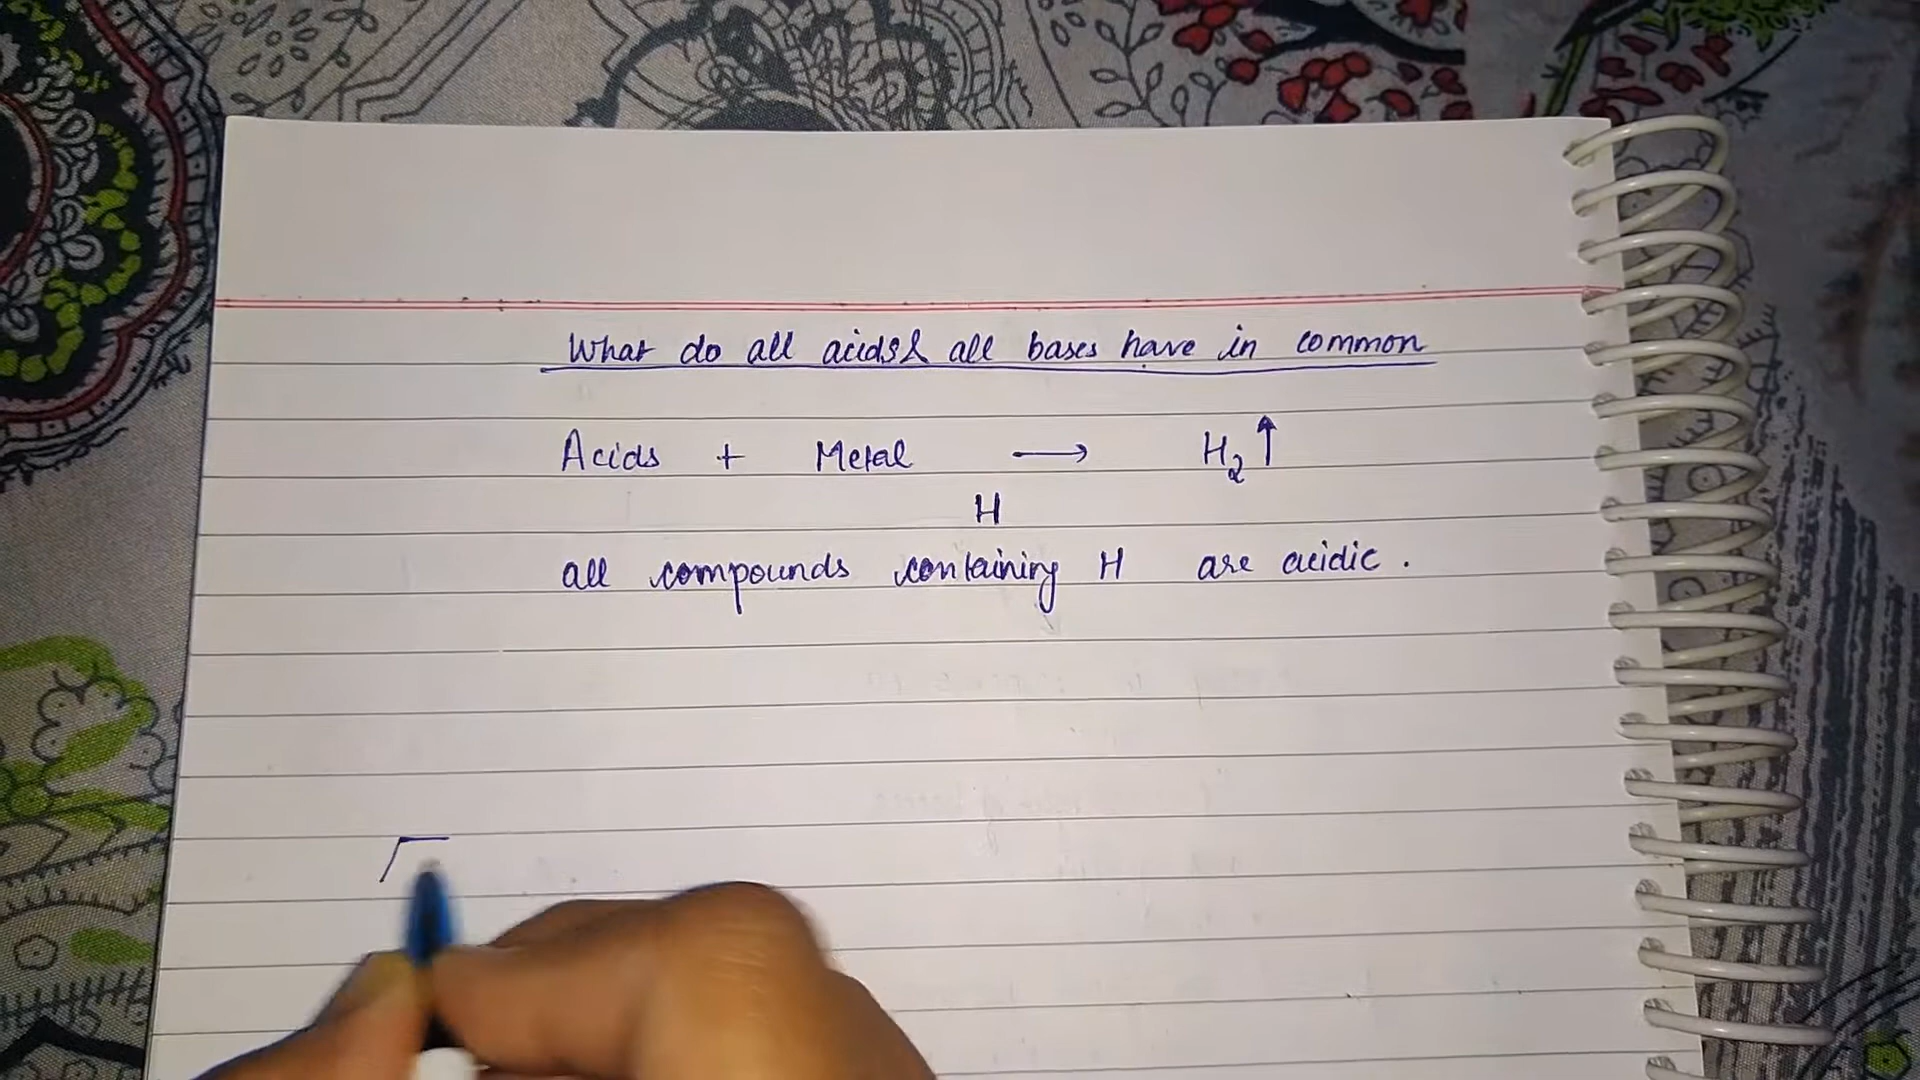 What do all acids & all bases have in common
Acids + Metal ⟶ H₂↑
H
all compounds containing H are acidic.